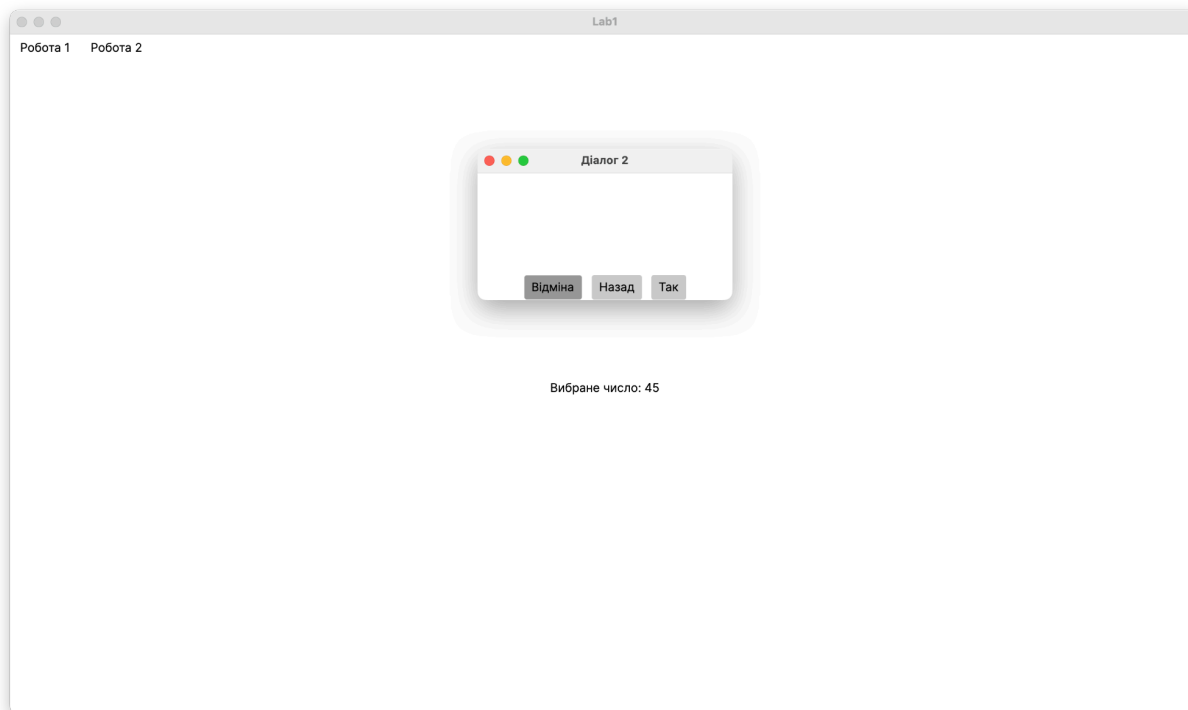 Lab1
Робота 1 Робота 2
Діалог 2
Відміна Назад Так
Вибране число: 45